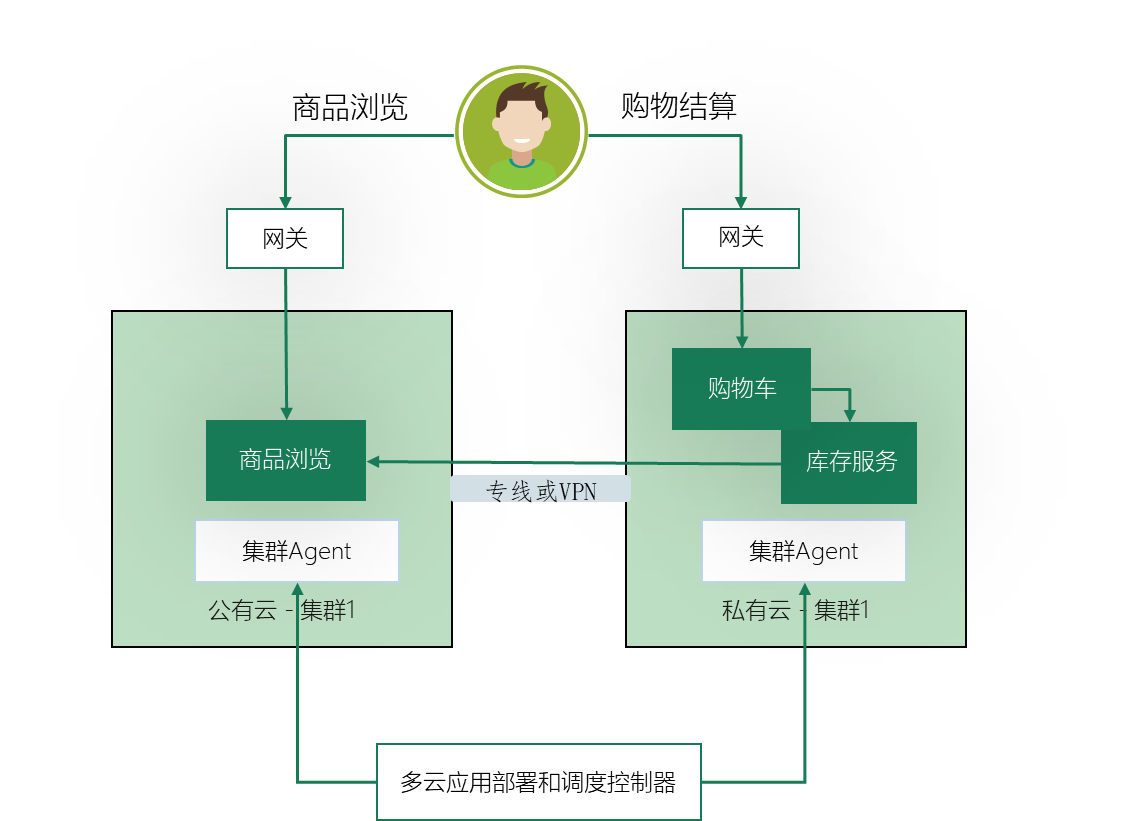 商品浏览
购物结算
网关
网关
购物车
商品浏览
库存服务
专线或VPN
集群Agent
集群Agent
公有云 - 集群1
私有云 - 集群1
多云应用部署和调度控制器